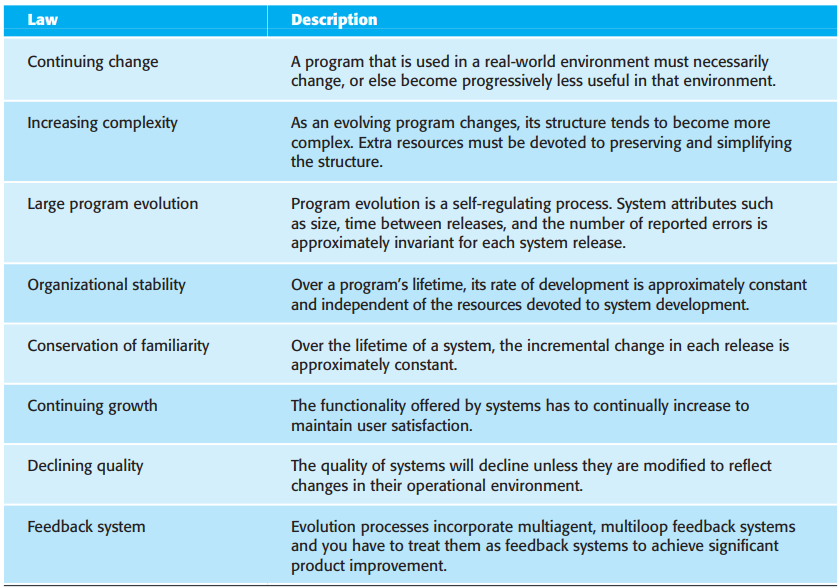 Law Description
Continuing change A program that is used in a real-world environment must necessarily
change, or else become progressively less useful in that environment.
Increasing complexity As an evolving program changes, its structure tends to become more
complex. Extra resources must be devoted to preserving and simplifying
the structure.
Large program evolution Program evolution is a self-regulating process. System attributes such
as size, time between releases, and the number of reported errors is
approximately invariant for each system release.
Organizational stability Over a program's lifetime, its rate of development is approximately constant
and independent of the resources devoted to system development.
Conservation of familiarity Over the lifetime of a system, the incremental change in each release is
approximately constant.
Continuing growth The functionality offered by systems has to continually increase to
maintain user satisfaction.
Declining quality The quality of systems will decline unless they are modified to reflect
changes in their operational environment.
Feedback system Evolution processes incorporate multiagent, multiloop feedback systems
and you have to treat them as feedback systems to achieve significant
product improvement.